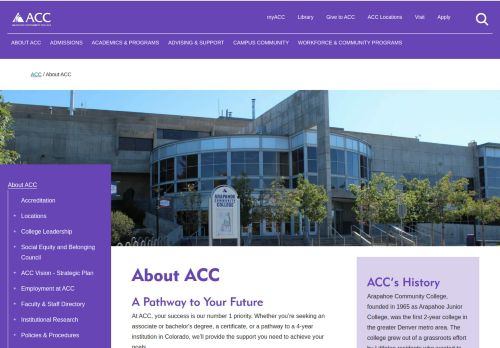 ACC
myACC Library Give to ACC ACC Locations Visit Apply
ABOUT ACC ADMISSIONS ACADEMICS & PROGRAMS ADVISING & SUPPORT CAMPUS COMMUNITY WORKFORCE & COMMUNITY PROGRAMS
ACC / About ACC
ARAPAHOE
COMMUNITY
COLLEGE
About ACC
Accreditation
Locations
College Leadership
Social Equity and Belonging
Council
ACC Vision - Strategic Plan
Employment at ACC
Faculty & Staff Directory
Institutional Research
Policies & Procedures
About ACC
A Pathway to Your Future
At ACC, your success is our number 1 priority. Whether you're seeking an
associate or bachelor's degree, a certificate, or a pathway to a 4-year
institution in Colorado, we'll provide the support you need to achieve your
goals.
ACC's History
Arapahoe Community College,
founded in 1965 as Arapahoe Junior
College, was the first 2-year college in
the greater Denver metro area. The
college grew out of a grassroots effort
by Littleton residents who wanted to